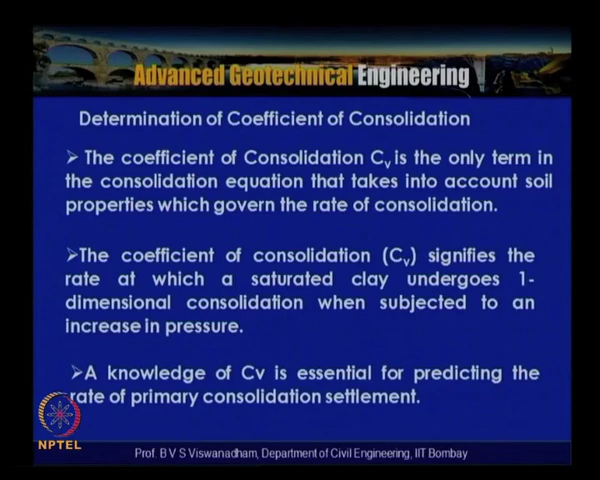 Advanced Geotechnical Engineering
Determination of Coefficient of Consolidation
➢ The coefficient of Consolidation Cv is the only term in
the consolidation equation that takes into account soil
properties which govern the rate of consolidation.
➢The coefficient of consolidation (Cv) signifies the
rate at which a saturated clay undergoes 1-
dimensional consolidation when subjected to an
increase in pressure.
➢A knowledge of Cv is essential for predicting the
rate of primary consolidation settlement.
NPTEL
Prof. B V S Viswanadham, Department of Civil Engineering, IIT Bombay